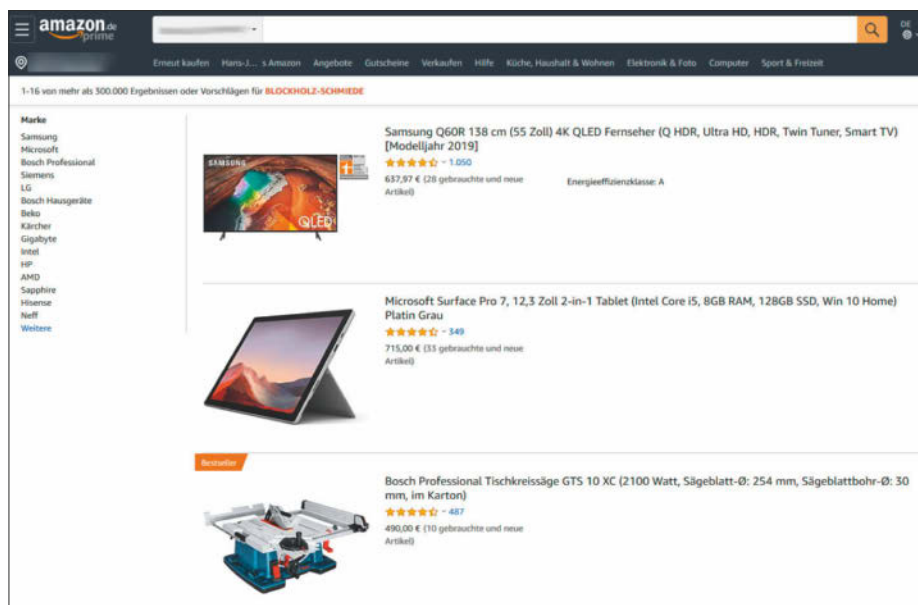 amazon.de
prime
DE
Erneut kaufen Hans-J... s Amazon Angebote Gutscheine Verkaufen Hilfe Küche, Haushalt & Wohnen Elektronik & Foto Computer Sport & Freizeit
1-16 von mehr als 300.000 Ergebnissen oder Vorschlägen für BLOCKHOLZ-SCHMIEDE
Marke
Samsung
Microsoft
Bosch Professional
Siemens
LG
Bosch Hausgeräte
Beko
Kärcher
Gigabyte
Intel
HP
AMD
Sapphire
Hisense
Neff
Weitere
SAMSUNG
QLED
Samsung Q60R 138 cm (55 Zoll) 4K QLED Fernseher (Q HDR, Ultra HD, HDR, Twin Tuner, Smart TV)
[Modelljahr 2019]
1.050
637,97 € (28 gebrauchte und neue
Artikel)
Energieeffizienzklasse: A
Microsoft Surface Pro 7, 12,3 Zoll 2-in-1 Tablet (Intel Core i5, 8GB RAM, 128GB SSD, Win 10 Home)
Platin Grau
349
715,00 € (33 gebrauchte und neue
Artikel)
Bestseller
Bosch Professional Tischkreissäge GTS 10 XC (2100 Watt, Sägeblatt-Ø: 254 mm, Sägeblattbohr-Ø: 30
mm, im Karton)
487
490,00 € (10 gebrauchte und neue
Artikel)